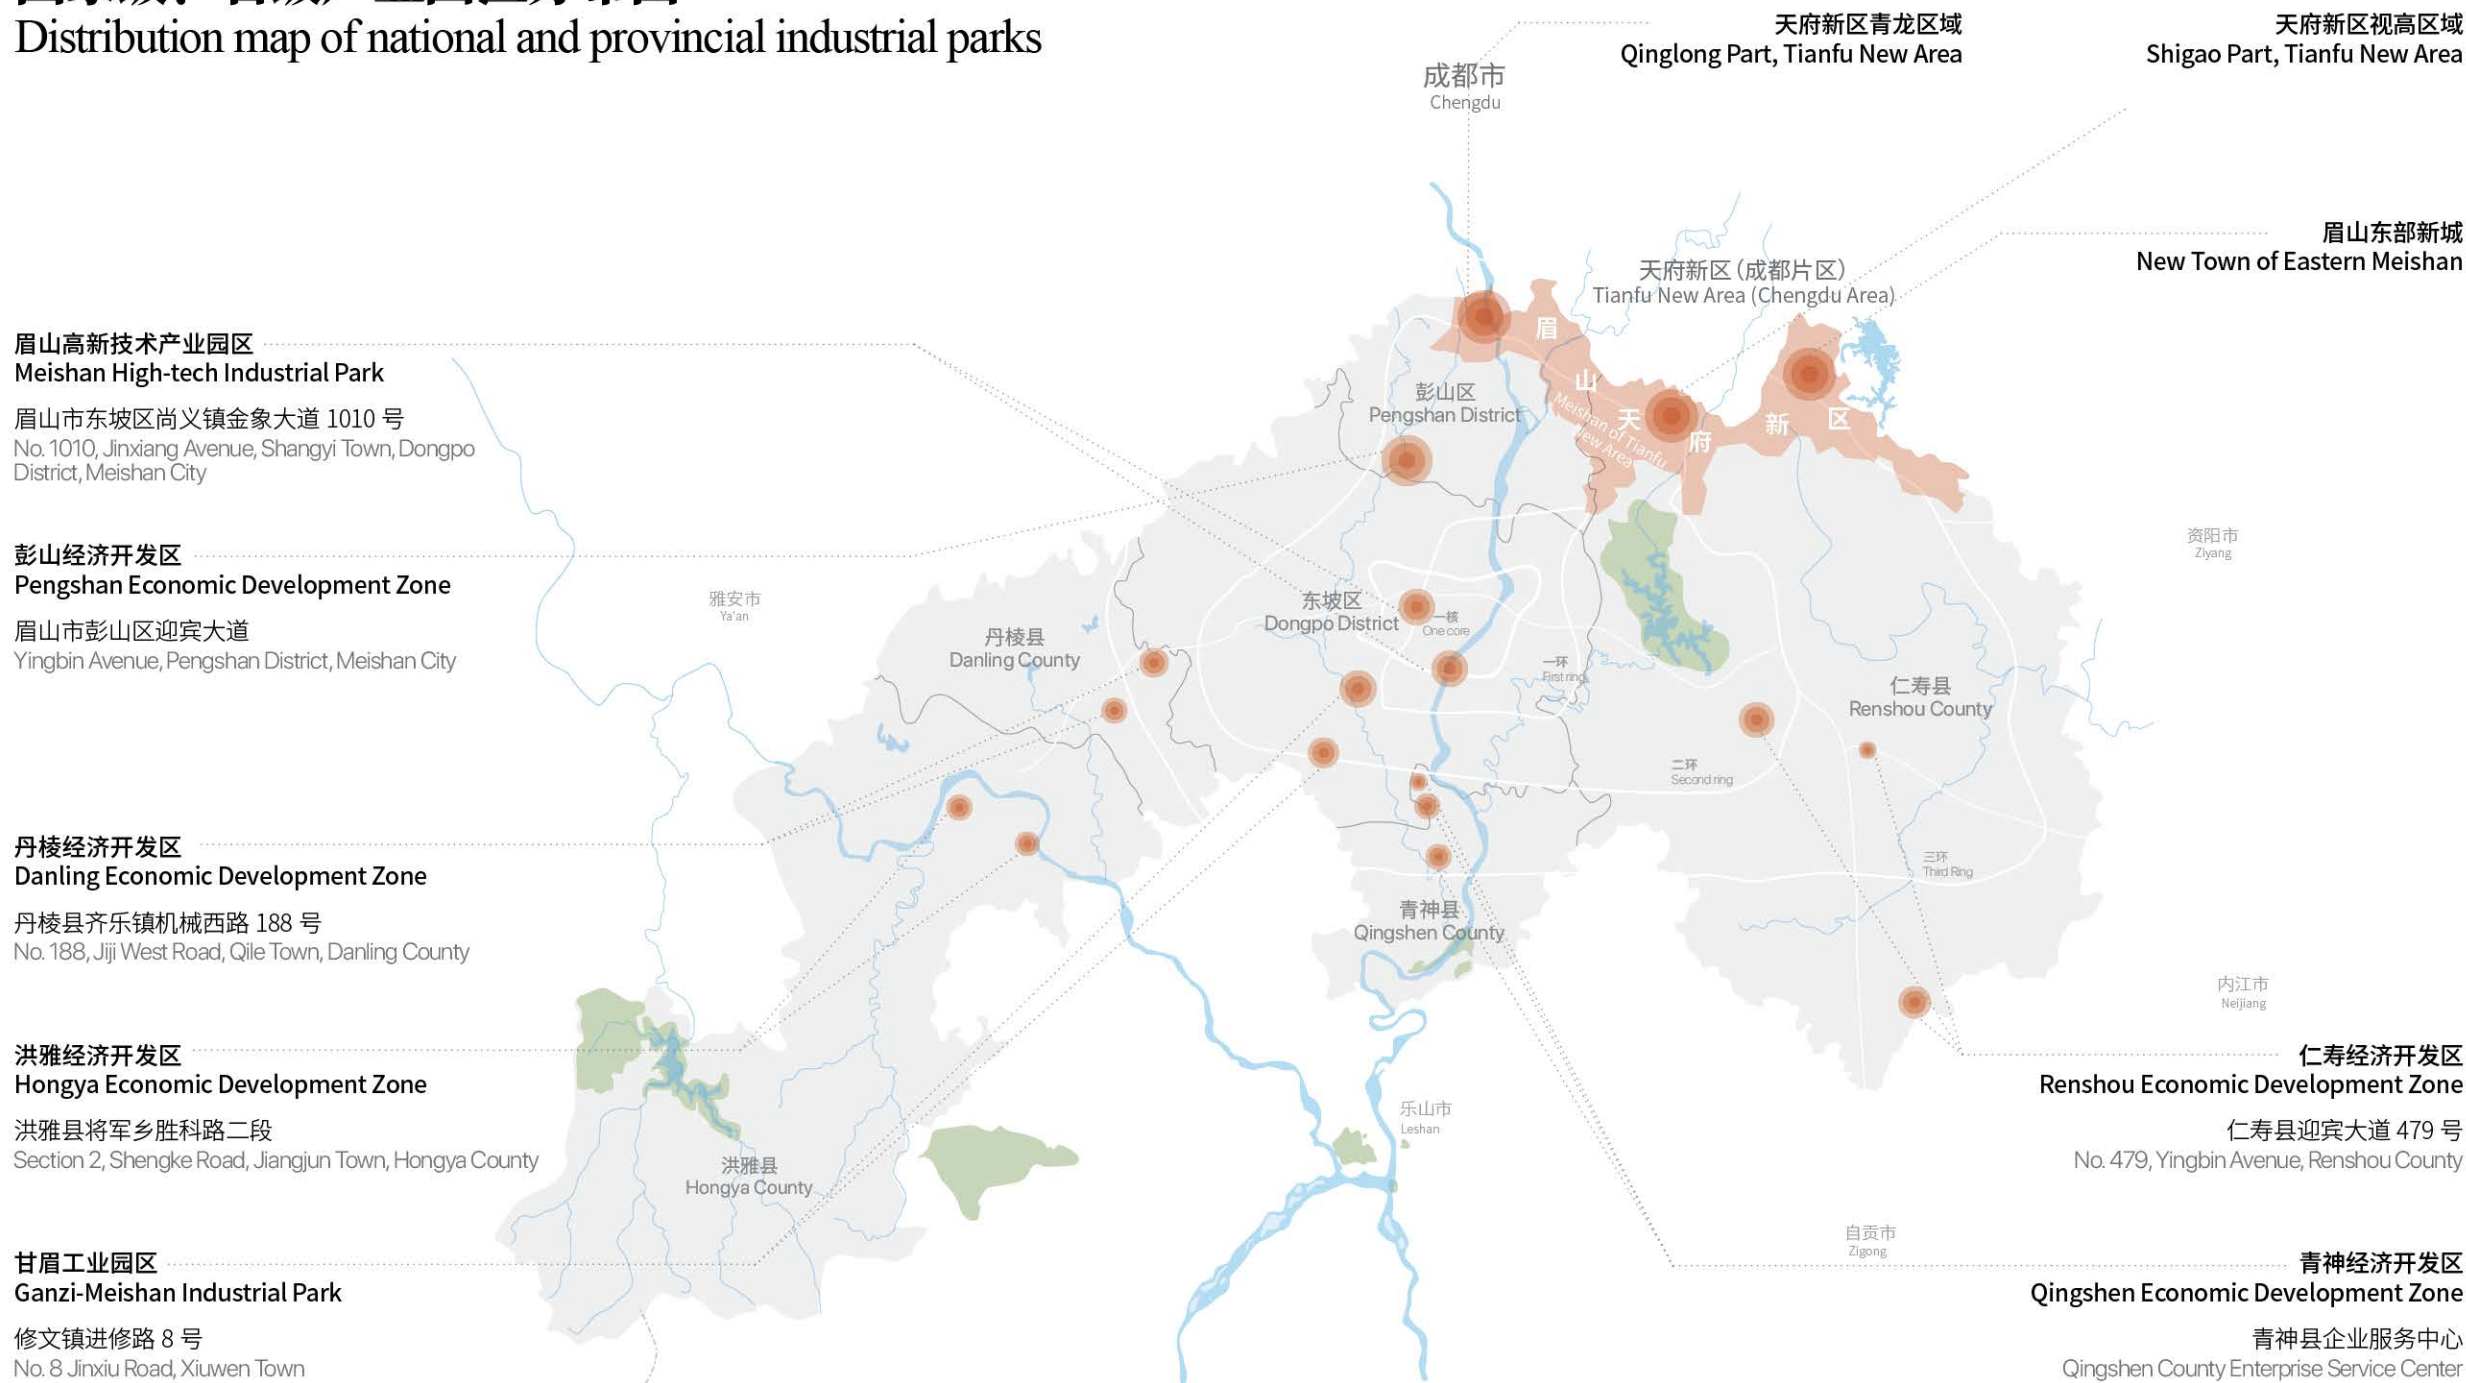 Distribution map of national and provincial industrial parks
天府新区青龙区域
Qinglong Part, Tianfu New Area
天府新区视高区域
Shigao Part, Tianfu New Area
成都市
Chengdu
眉山东部新城
New Town of Eastern Meishan
天府新区(成都片区)
Tianfu New Area (Chengdu Area)
眉山高新技术产业园区
Meishan High-tech Industrial Park
眉山市东坡区尚义镇金象大道 1010 号
No. 1010, Jinxiang Avenue, Shangyi Town, Dongpo
District, Meishan City
眉
山
天
府
新
区
Meishan of Tianfu
New Area
彭山区
Pengshan District
彭山经济开发区
Pengshan Economic Development Zone
眉山市彭山区迎宾大道
Yingbin Avenue, Pengshan District, Meishan City
资阳市
Ziyang
雅安市
Ya'an
丹棱县
Danling County
东坡区
Dongpo District
一核
One core
一环
First ring
仁寿县
Renshou County
二环
Second ring
三环
Third Ring
丹棱经济开发区
Danling Economic Development Zone
丹棱县齐乐镇机械西路 188 号
No. 188, Jiji West Road, Qile Town, Danling County
青神县
Qingshen County
内江市
Neijiang
洪雅经济开发区
Hongya Economic Development Zone
洪雅县将军乡胜科路二段
Section 2, Shengke Road, Jiangjun Town, Hongya County
仁寿经济开发区
Renshou Economic Development Zone
仁寿县迎宾大道 479 号
No. 479, Yingbin Avenue, Renshou County
乐山市
Leshan
洪雅县
Hongya County
自贡市
Zigong
甘眉工业园区
Ganzi-Meishan Industrial Park
修文镇进修路 8 号
No. 8 Jinxiu Road, Xiuwen Town
青神经济开发区
Qingshen Economic Development Zone
青神县企业服务中心
Qingshen County Enterprise Service Center